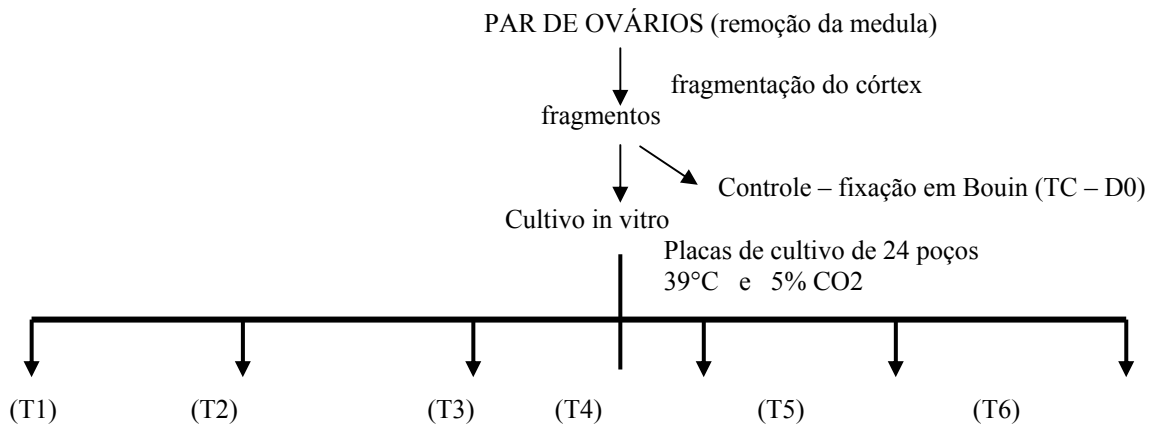 PAR DE OVÁRIOS (remoção da medula)
fragmentação do córtex
fragmentos
Controle – fixação em Bouin (TC – D0)
Cultivo in vitro
Placas de cultivo de 24 poços
39°C e 5% CO2
(T1) (T2) (T3) (T4) (T5) (T6)